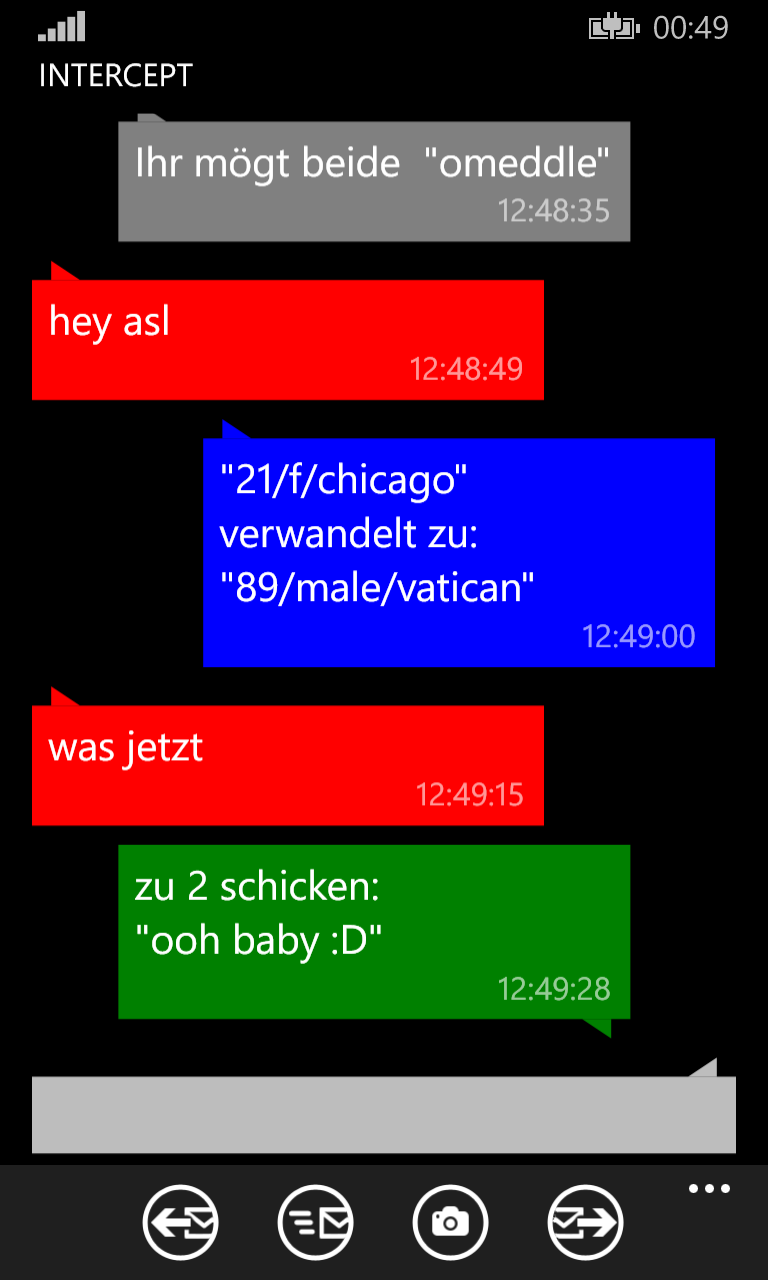 00:49
INTERCEPT
Ihr mögt beide  "omeddle"
12:48:35
hey asl
12:48:49
"21/f/chicago"
verwandelt zu:
"89/male/vatican"
12:49:00
was jetzt
12:49:15
zu 2 schicken:
"ooh baby :D"
12:49:28